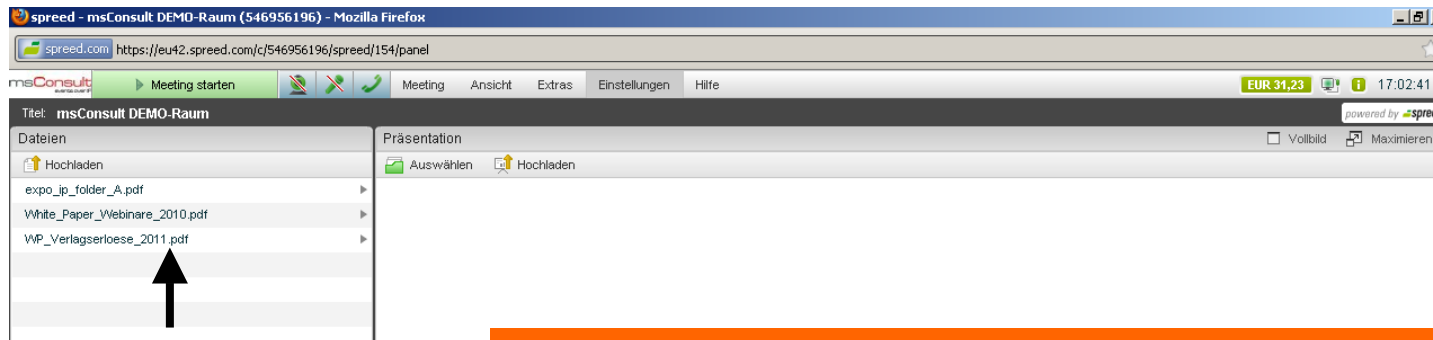 spreed - msConsult DEMO-Raum (546956196) - Mozilla Firefox
spreed.com https://eu42.spreed.com/c/546956196/spreed/154/panel
msConsult Meeting starten Meeting Ansicht Extras Einstellungen Hilfe EUR 31,23 17:02:41
Titel: msConsult DEMO-Raum powered by spre
Dateien Präsentation Vollbild Maximieren
Hochladen Auswählen Hochladen
expo_ip_folder_A.pdf
White_Paper_Webinare_2010.pdf
WP_Verlagserloese_2011.pdf